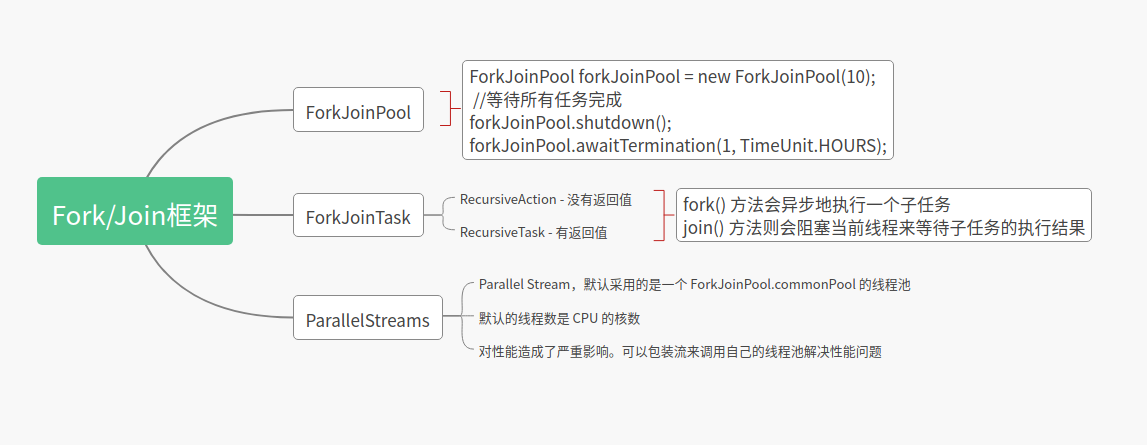 Fork/Join框架
ForkJoinPool
ForkJoinPool forkJoinPool = new ForkJoinPool(10);
//等待所有任务完成
forkJoinPool.shutdown();
forkJoinPool.awaitTermination(1, TimeUnit.HOURS);
ForkJoinTask
RecursiveAction - 没有返回值
RecursiveTask - 有返回值
fork() 方法会异步地执行一个子任务
join() 方法则会阻塞当前线程来等待子任务的执行结果
ParallelStreams
Parallel Stream，默认采用的是一个 ForkJoinPool.commonPool 的线程池
默认的线程数是 CPU 的核数
对性能造成了严重影响。可以包装流来调用自己的线程池解决性能问题